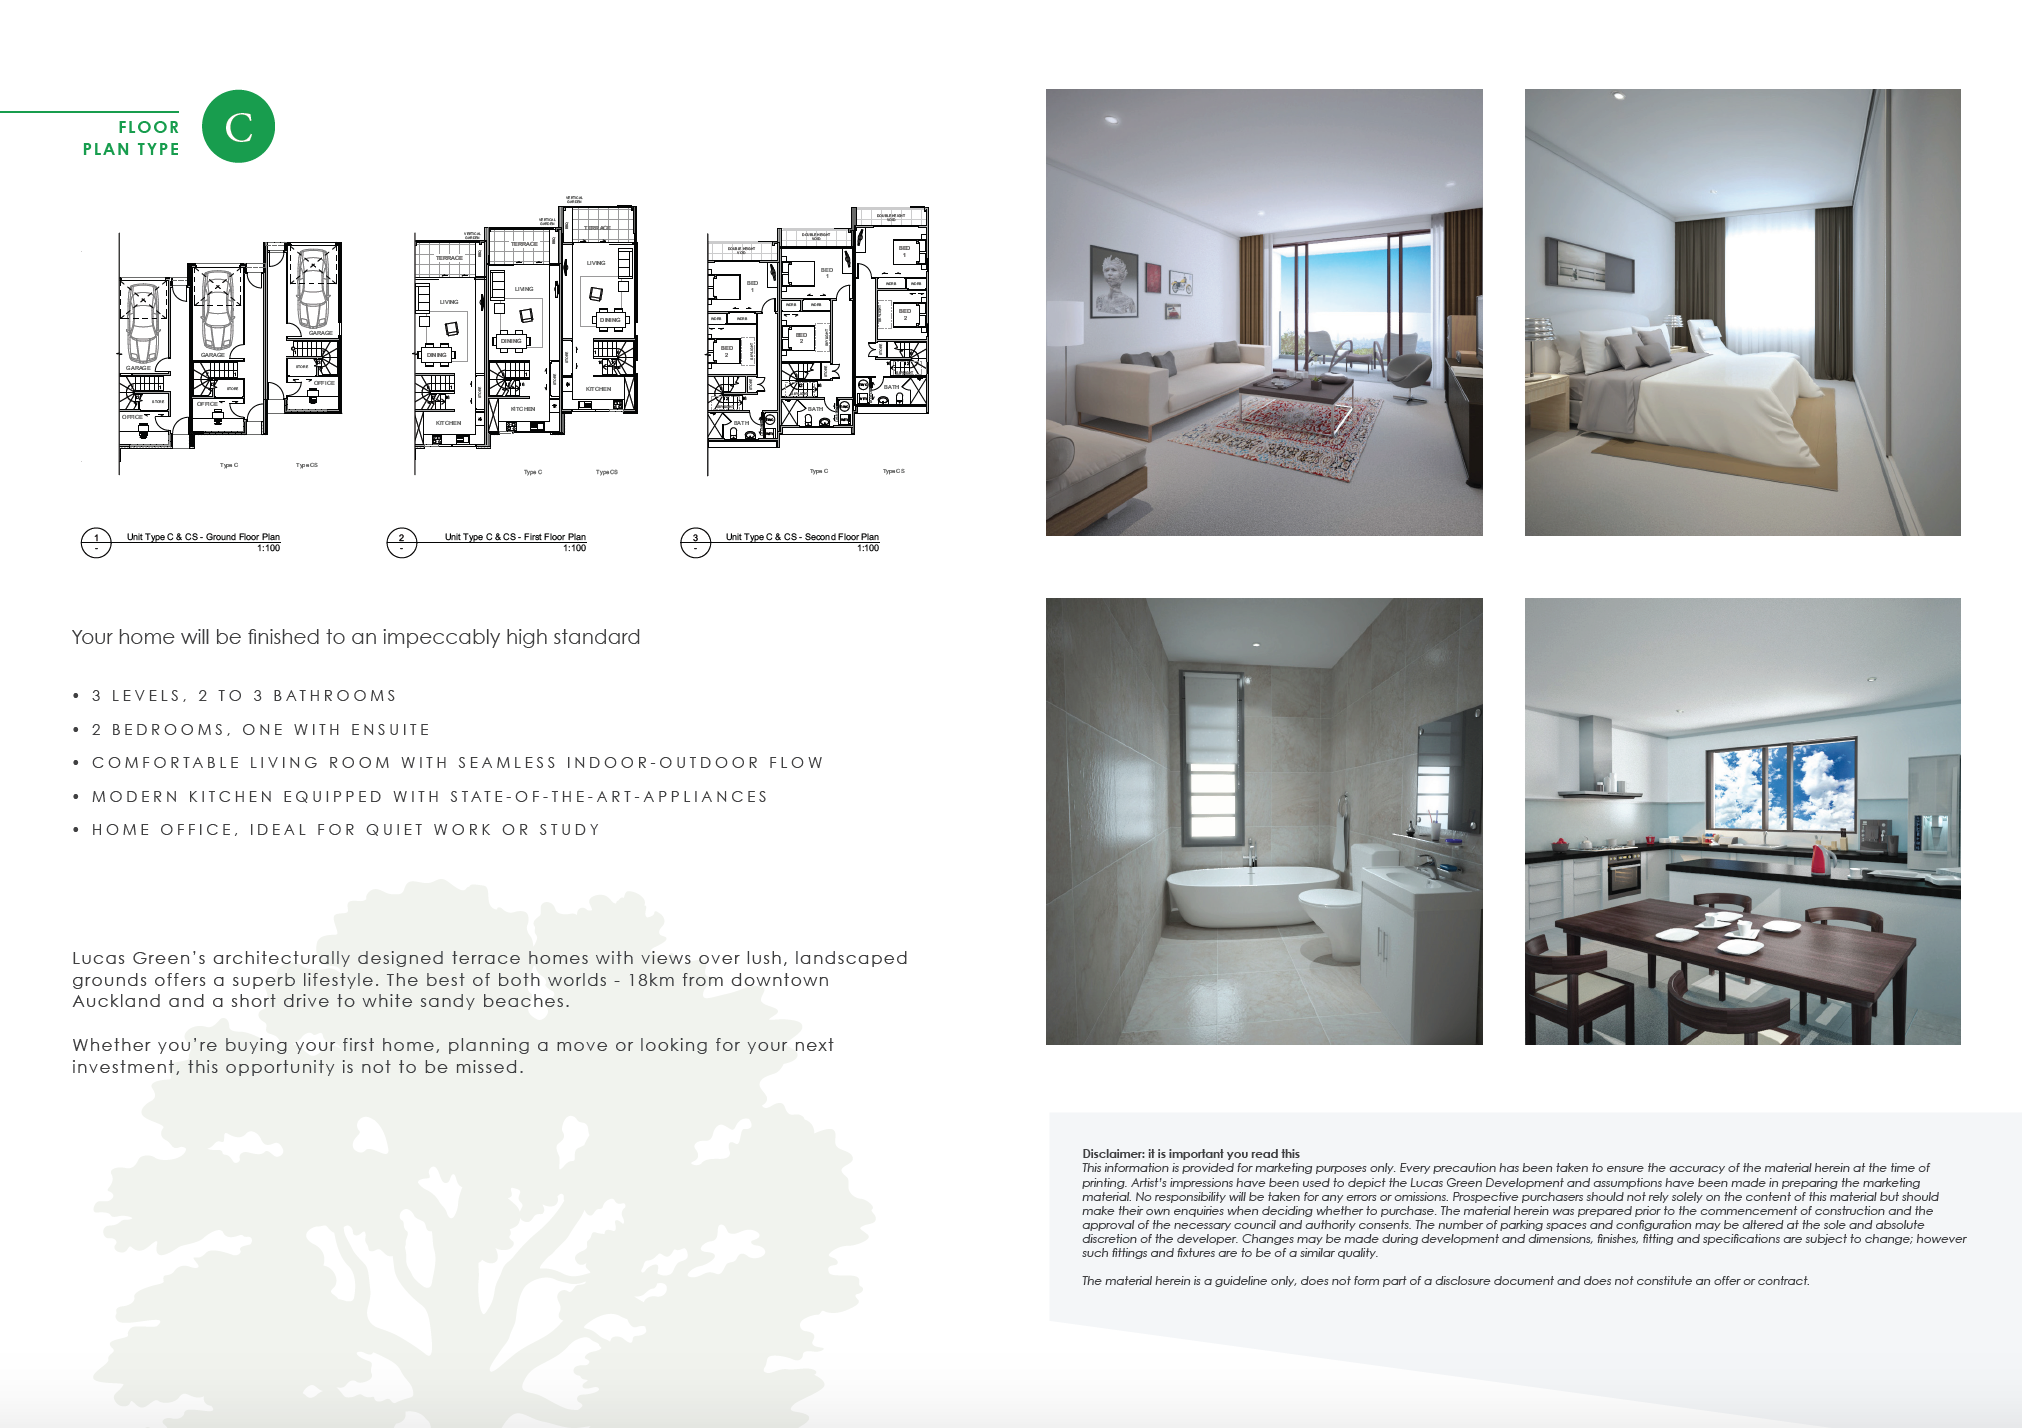 FLOOR
PLAN TYPE
C
GARAGE
GARAGE
GARAGE
STORE
STORE
STORE
OFFICE
OFFICE
OFFICE
Type C
Type CS
VERTICAL
GARDEN
VERTICAL
GARDEN
VERTICAL
GARDEN
TERRACE
TERRACE
TERRACE
LIVING
LIVING
LIVING
DINING
DINING
DINING
STORE
STORE
STORE
KITCHEN
KITCHEN
KITCHEN
Type C
Type CS
DOUBLE HEIGHT
VOID
DOUBLE HEIGHT
VOID
DOUBLE HEIGHT
VOID
BED
1
BED
1
BED
1
BED
2
BED
2
BED
2
BATH
BATH
BATH
Type C
Type CS
1
-
Unit Type C & CS - Ground Floor Plan
1:100
2
-
Unit Type C & CS - First Floor Plan
1:100
3
-
Unit Type C & CS - Second Floor Plan
1:100
Your home will be finished to an impeccably high standard
• 3 LEVELS, 2 TO 3 BATHROOMS
• 2 BEDROOMS, ONE WITH ENSUITE
• COMFORTABLE LIVING ROOM WITH SEAMLESS INDOOR-OUTDOOR FLOW
• MODERN KITCHEN EQUIPPED WITH STATE-OF-THE-ART-APPLIANCES
• HOME OFFICE, IDEAL FOR QUIET WORK OR STUDY
Lucas Green's architecturally designed terrace homes with views over lush, landscaped
grounds offers a superb lifestyle. The best of both worlds - 18km from downtown
Auckland and a short drive to white sandy beaches.
Whether you're buying your first home, planning a move or looking for your next
investment, this opportunity is not to be missed.
Disclaimer: it is important you read this
This information is provided for marketing purposes only. Every precaution has been taken to ensure the accuracy of the material herein at the time of
printing. Artist's impressions have been used to depict the Lucas Green Development and assumptions have been made in preparing the marketing
material. No responsibility will be taken for any errors or omissions. Prospective purchasers should not rely solely on the content of this material but should
make their own enquiries when deciding whether to purchase. The material herein was prepared prior to the commencement of construction and the
approval of the necessary council and authority consents. The number of parking spaces and configuration may be altered at the sole and absolute
discretion of the developer. Changes may be made during development and dimensions, finishes, fitting and specifications are subject to change; however
such fittings and fixtures are to be of a similar quality.
The material herein is a guideline only, does not form part of a disclosure document and does not constitute an offer or contract.